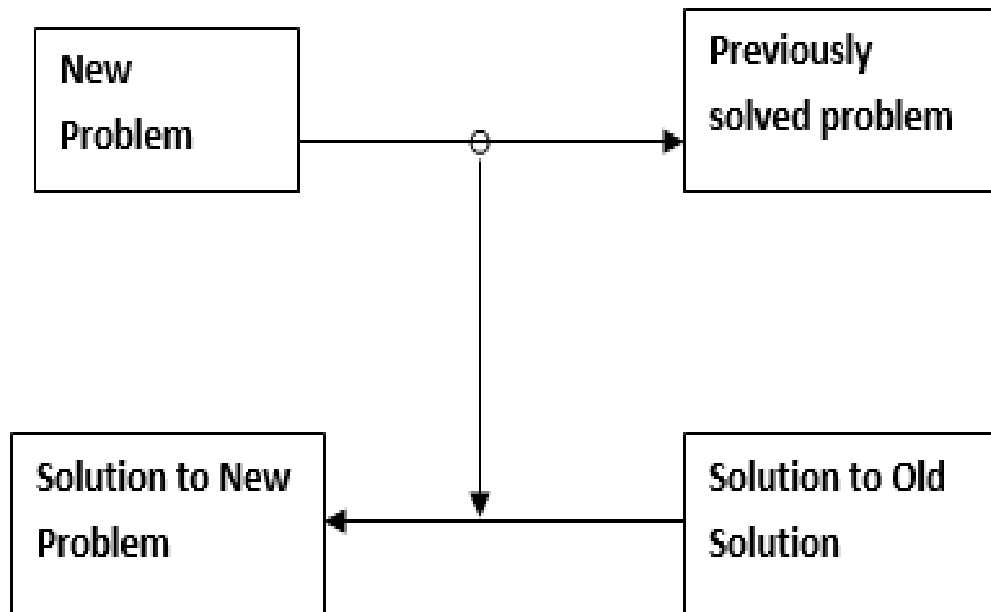 New
Problem
Previously
solved problem
Solution to New
Problem
Solution to Old
Solution